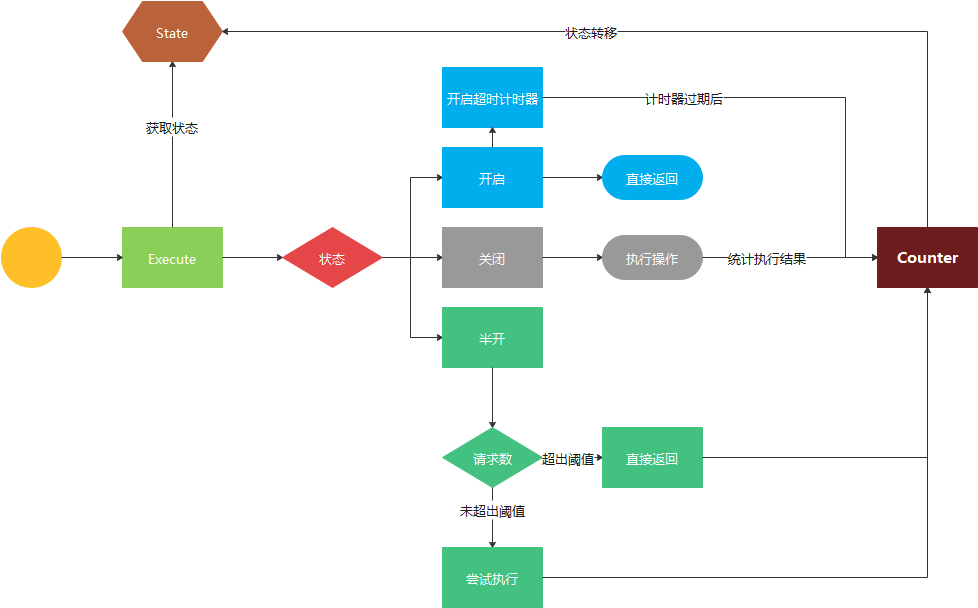 State
状态转移
开启超时计时器
计时器过期后
获取状态
开启
直接返回
Execute
状态
关闭
执行操作
统计执行结果
Counter
半开
请求数
超出阈值
直接返回
未超出阈值
尝试执行